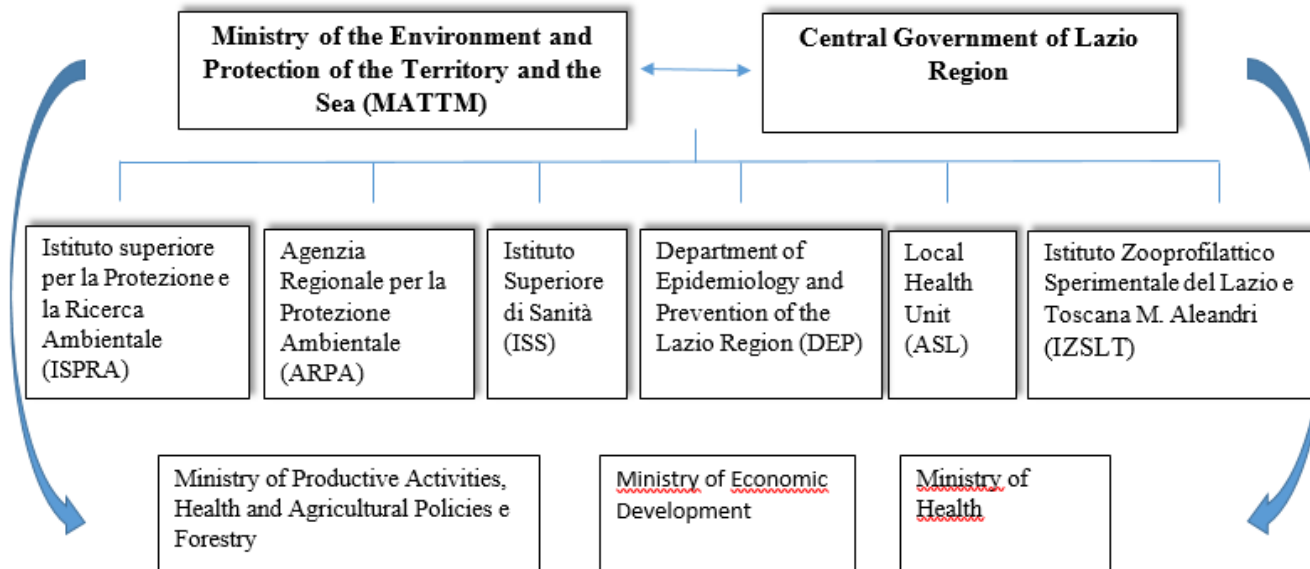 Ministry of the Environment and
Protection of the Territory and the
Sea (MATTM)
Central Government of Lazio
Region
Istituto superiore
per la Protezione e
la Ricerca
Ambientale
(ISPRA)
Agenzia
Regionale per la
Protezione
Ambientale
(ARPA)
Istituto
Superiore
di Sanità
(ISS)
Department of
Epidemiology and
Prevention of the
Lazio Region (DEP)
Local
Health
Unit
(ASL)
Istituto Zooprofilattico
Sperimentale del Lazio e
Toscana M. Aleandri
(IZSLT)
Ministry of Productive Activities,
Health and Agricultural Policies e
Forestry
Ministry of Economic
Development
Ministry of
Health